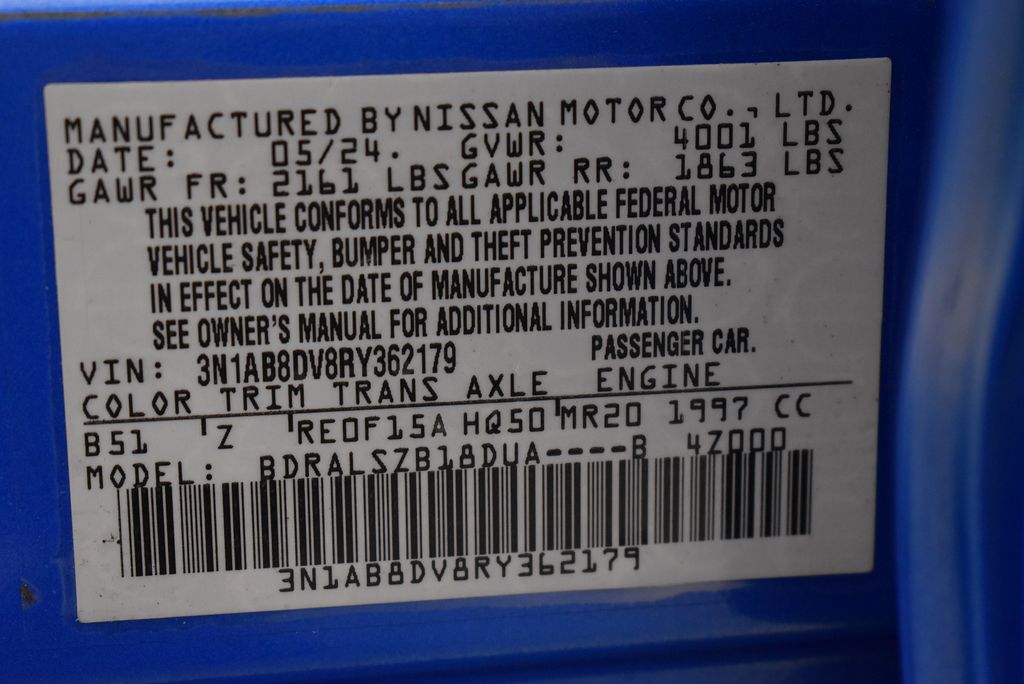 MANUFACTURED BY NISSAN MOTOR CO., LTD.
DATE: 05/24. GVWR: 4001 LBS
GAWR FR: 2161 LBS GAWR RR: 1863 LBS
THIS VEHICLE CONFORMS TO ALL APPLICABLE FEDERAL MOTOR
VEHICLE SAFETY, BUMPER AND THEFT PREVENTION STANDARDS
IN EFFECT ON THE DATE OF MANUFACTURE SHOWN ABOVE.
SEE OWNER'S MANUAL FOR ADDITIONAL INFORMATION.
VIN: 3N1AB8DV8RY362179 PASSENGER CAR.
COLOR TRIM TRANS AXLE ENGINE
B51 Z RE0F15A HQ50 MR20 1997 CC
MODEL: BDRALSZB18DUA----B 4Z000
3N1AB8DV8RY362179